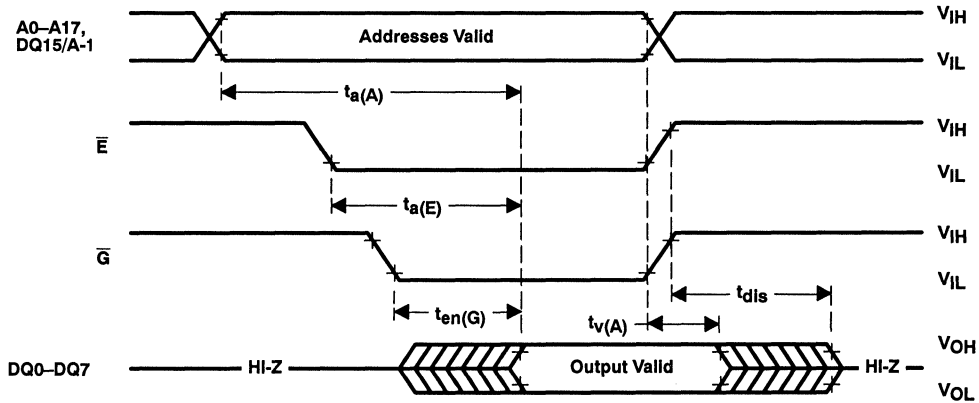 A0–A17,
DQ15/A-1
Addresses Valid
VIH
VIL
ta(A)
E
VIH
VIL
ta(E)
G
VIH
VIL
ten(G)
tv(A)
tdis
DQ0–DQ7
HI-Z
Output Valid
HI-Z
VOH
VOL